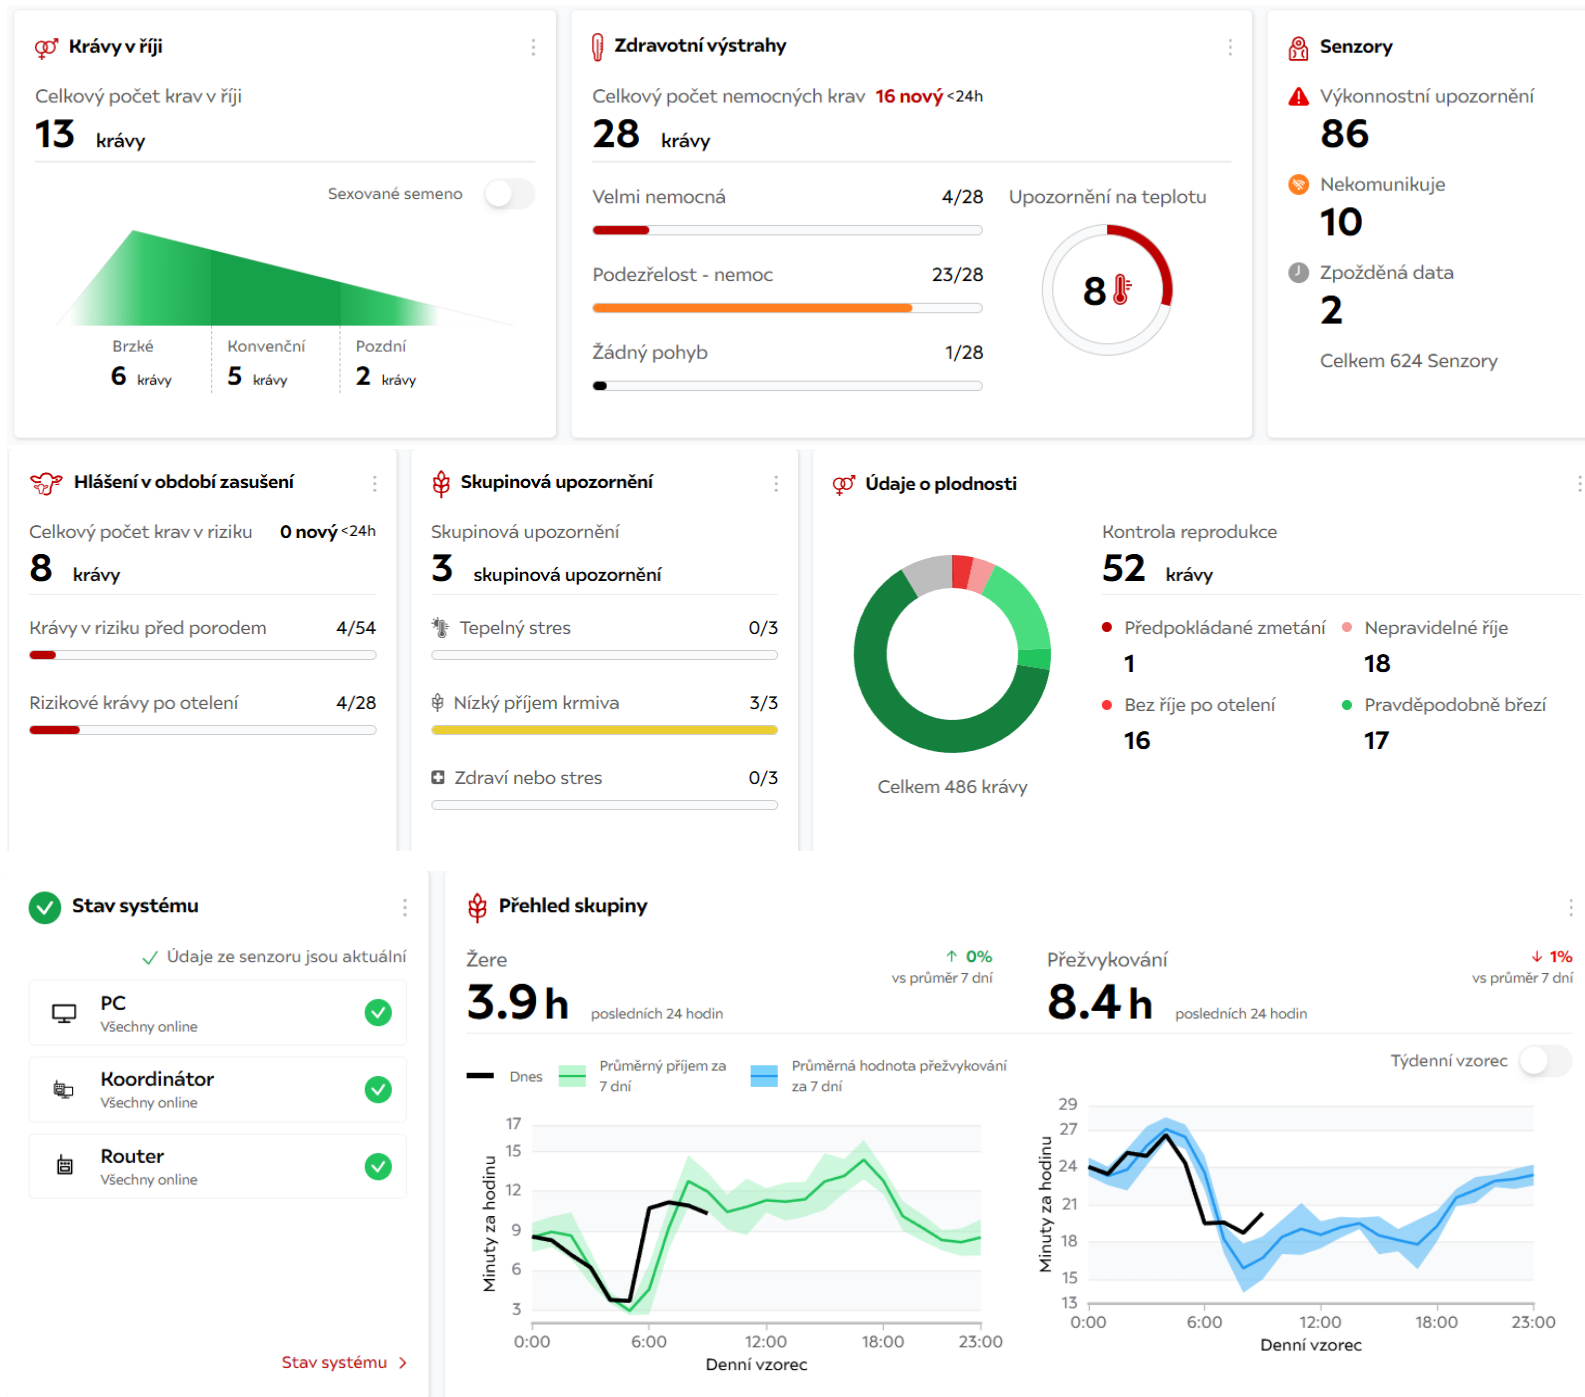 Krávy v říji
Celkový počet krav v říji
13 krávy
Sexované semeno
Brzké
6 krávy
Konvenční
5 krávy
Pozdní
2 krávy
Zdravotní výstrahy
Celkový počet nemocných krav 16 nový <24h
28 krávy
Velmi nemocná 4/28
Podezřelost - nemoc 23/28
Žádný pohyb 1/28
Upozornění na teplotu
8
Senzory
Výkonnostní upozornění
86
Nekomunikuje
10
Zpožděná data
2
Celkem 624 Senzory
Hlášení v období zasušení
Celkový počet krav v riziku 0 nový <24h
8 krávy
Krávy v riziku před porodem 4/54
Rizikové krávy po otelení 4/28
Skupinová upozornění
Skupinová upozornění
3 skupinová upozornění
Tepelný stres 0/3
Nízký příjem krmiva 3/3
Zdraví nebo stres 0/3
Údaje o plodnosti
Celkem 486 krávy
Kontrola reprodukce
52 krávy
Předpokládané zmetání
1
Nepravidelné říje
18
Bez říje po otelení
16
Pravděpodobně březí
17
Stav systému
Údaje ze senzoru jsou aktuální
PC
Všechny online
Koordinátor
Všechny online
Router
Všechny online
Stav systému
Přehled skupiny
Žere
3.9 h posledních 24 hodin
0%
vs průměr 7 dní
Přežvykování
8.4 h posledních 24 hodin
1%
vs průměr 7 dní
Dnes
Průměrný příjem za
7 dní
Průměrná hodnota přežvykování
za 7 dní
Týdenní vzorec
Minuty za hodinu
17
15
12
9
6
3
0:00 6:00 12:00 18:00 23:00
Denní vzorec
Minuty za hodinu
29
27
24
21
18
15
13
0:00 6:00 12:00 18:00 23:00
Denní vzorec